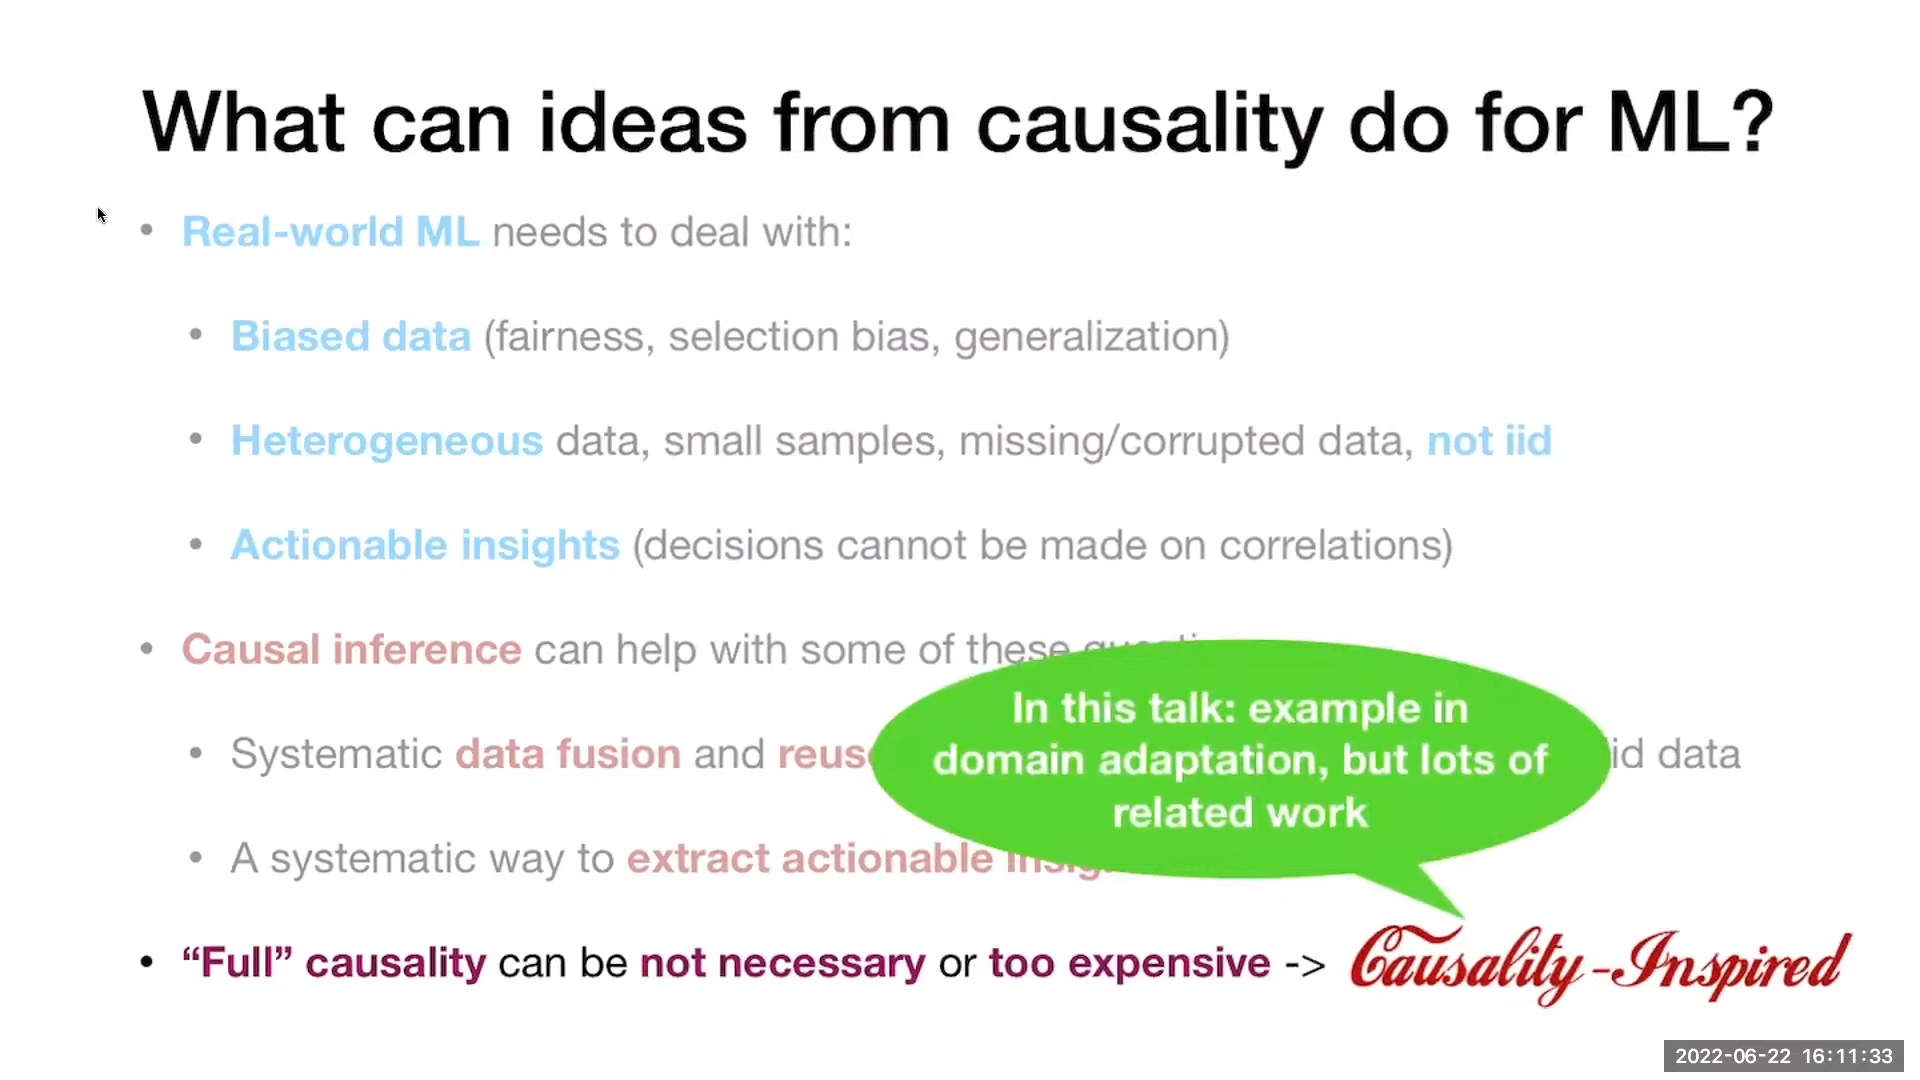 What can ideas from causality do for ML?
• Real-world ML needs to deal with:
• Biased data (fairness, selection bias, generalization)
• Heterogeneous data, small samples, missing/corrupted data, not iid
• Actionable insights (decisions cannot be made on correlations)
• Causal inference can help with some of these
In this talk: example in
domain adaptation, but lots of
related work
• Systematic data fusion and reuse iid data
• A systematic way to extract actionable
• “Full” causality can be not necessary or too expensive -> Causality-Inspired
2022-06-22 16:11:33